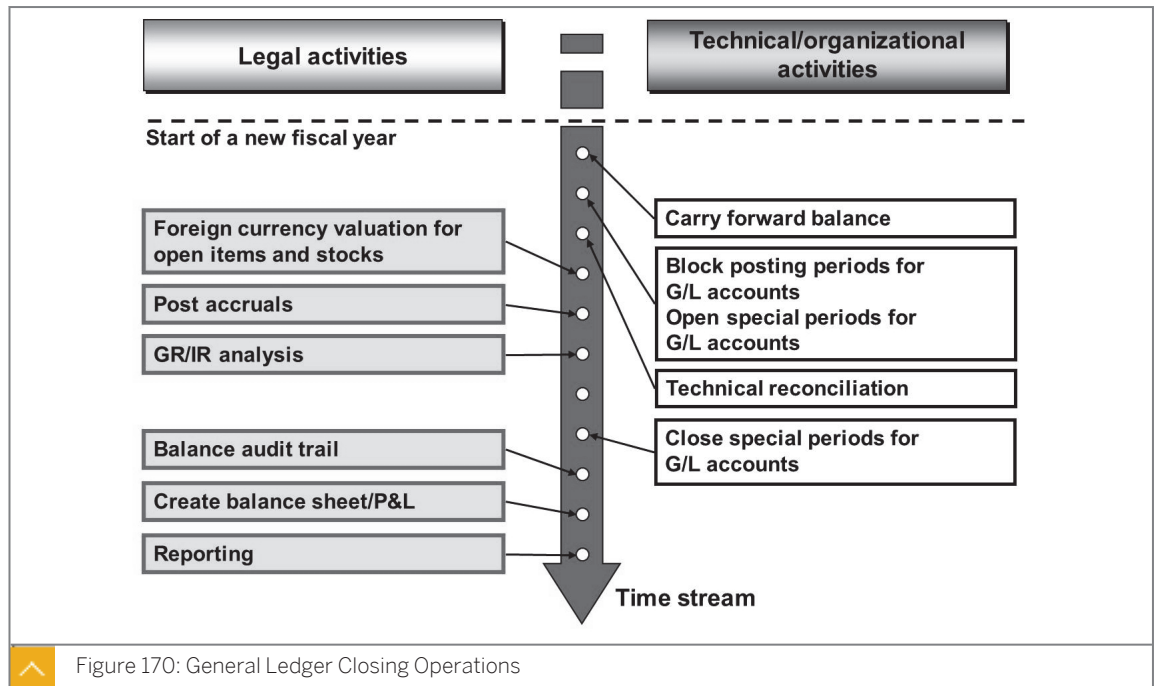 Legal activities
Technical/organizational
activities
Start of a new fiscal year
Foreign currency valuation for
open items and stocks
Post accruals
GR/IR analysis
Balance audit trail
Create balance sheet/P&L
Reporting
Carry forward balance
Block posting periods for
G/L accounts
Open special periods for
G/L accounts
Technical reconciliation
Close special periods for
G/L accounts
Time stream
Figure 170: General Ledger Closing Operations